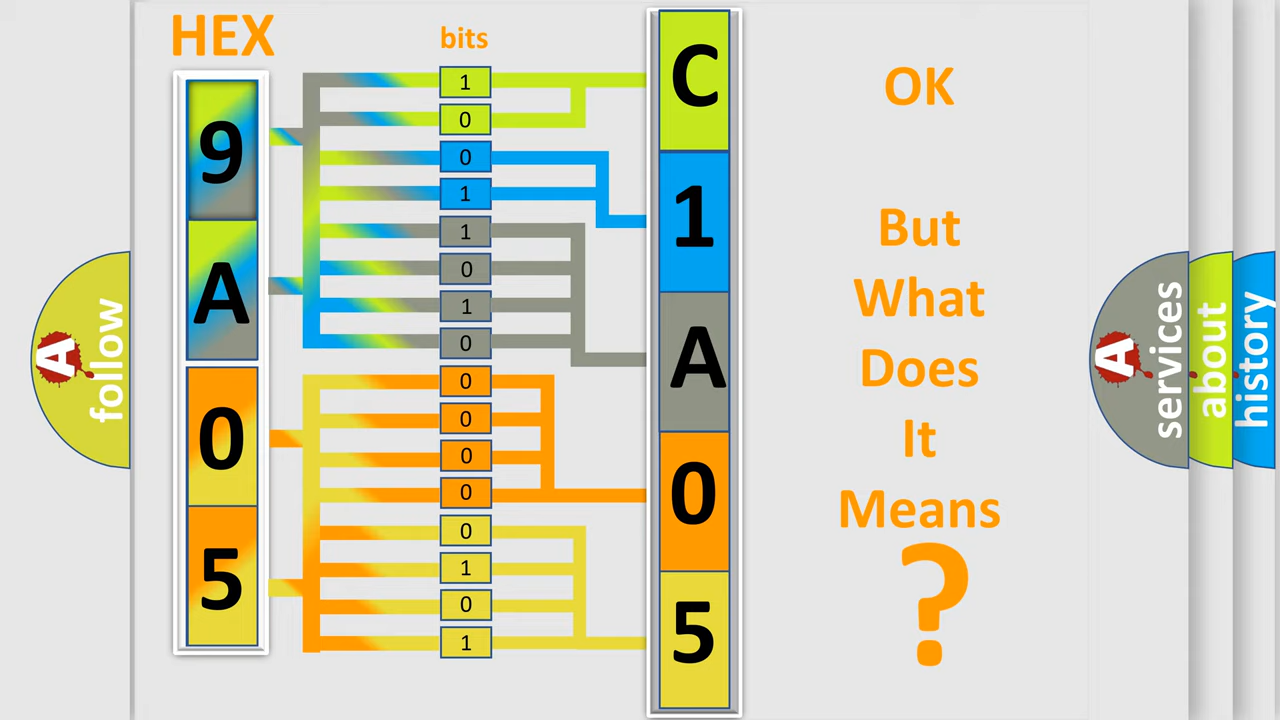 HEX
bits
9
A
0
5
1
0
0
1
1
0
1
0
0
0
0
0
0
1
0
1
C
1
A
0
5
OK
But
What
Does
It
Means
?
A
follow
A
services
about
history